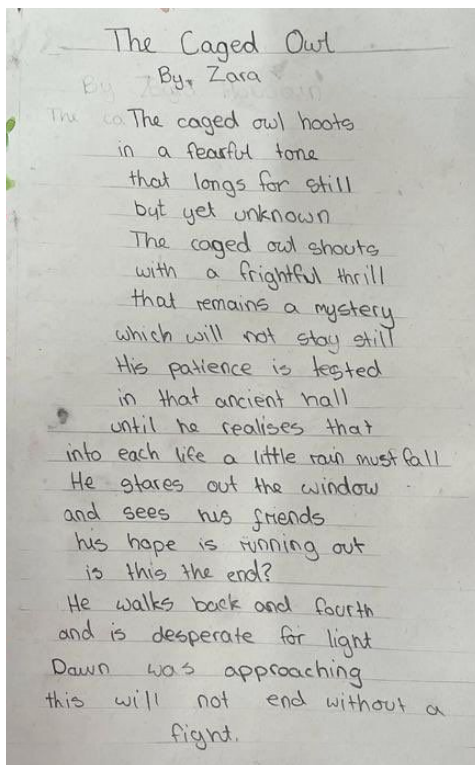 The Caged Owl
By, Zara
The caged owl hoots
in a fearful tone
that longs for still
but yet unknown
The caged owl shouts
with a frightful thrill
that remains a mystery
which will not stay still
His patience is tested
in that ancient hall
until he realises that
into each life a little rain must fall
He stares out the window
and sees his friends
his hope is running out
is this the end?
He walks back and fourth
and is desperate for light
Dawn was approaching
this will not end without a
fight.